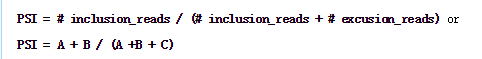 PSI = # inclusion_reads / (# inclusion_reads + # excusion_reads) or
PSI = A + B / (A +B + C)